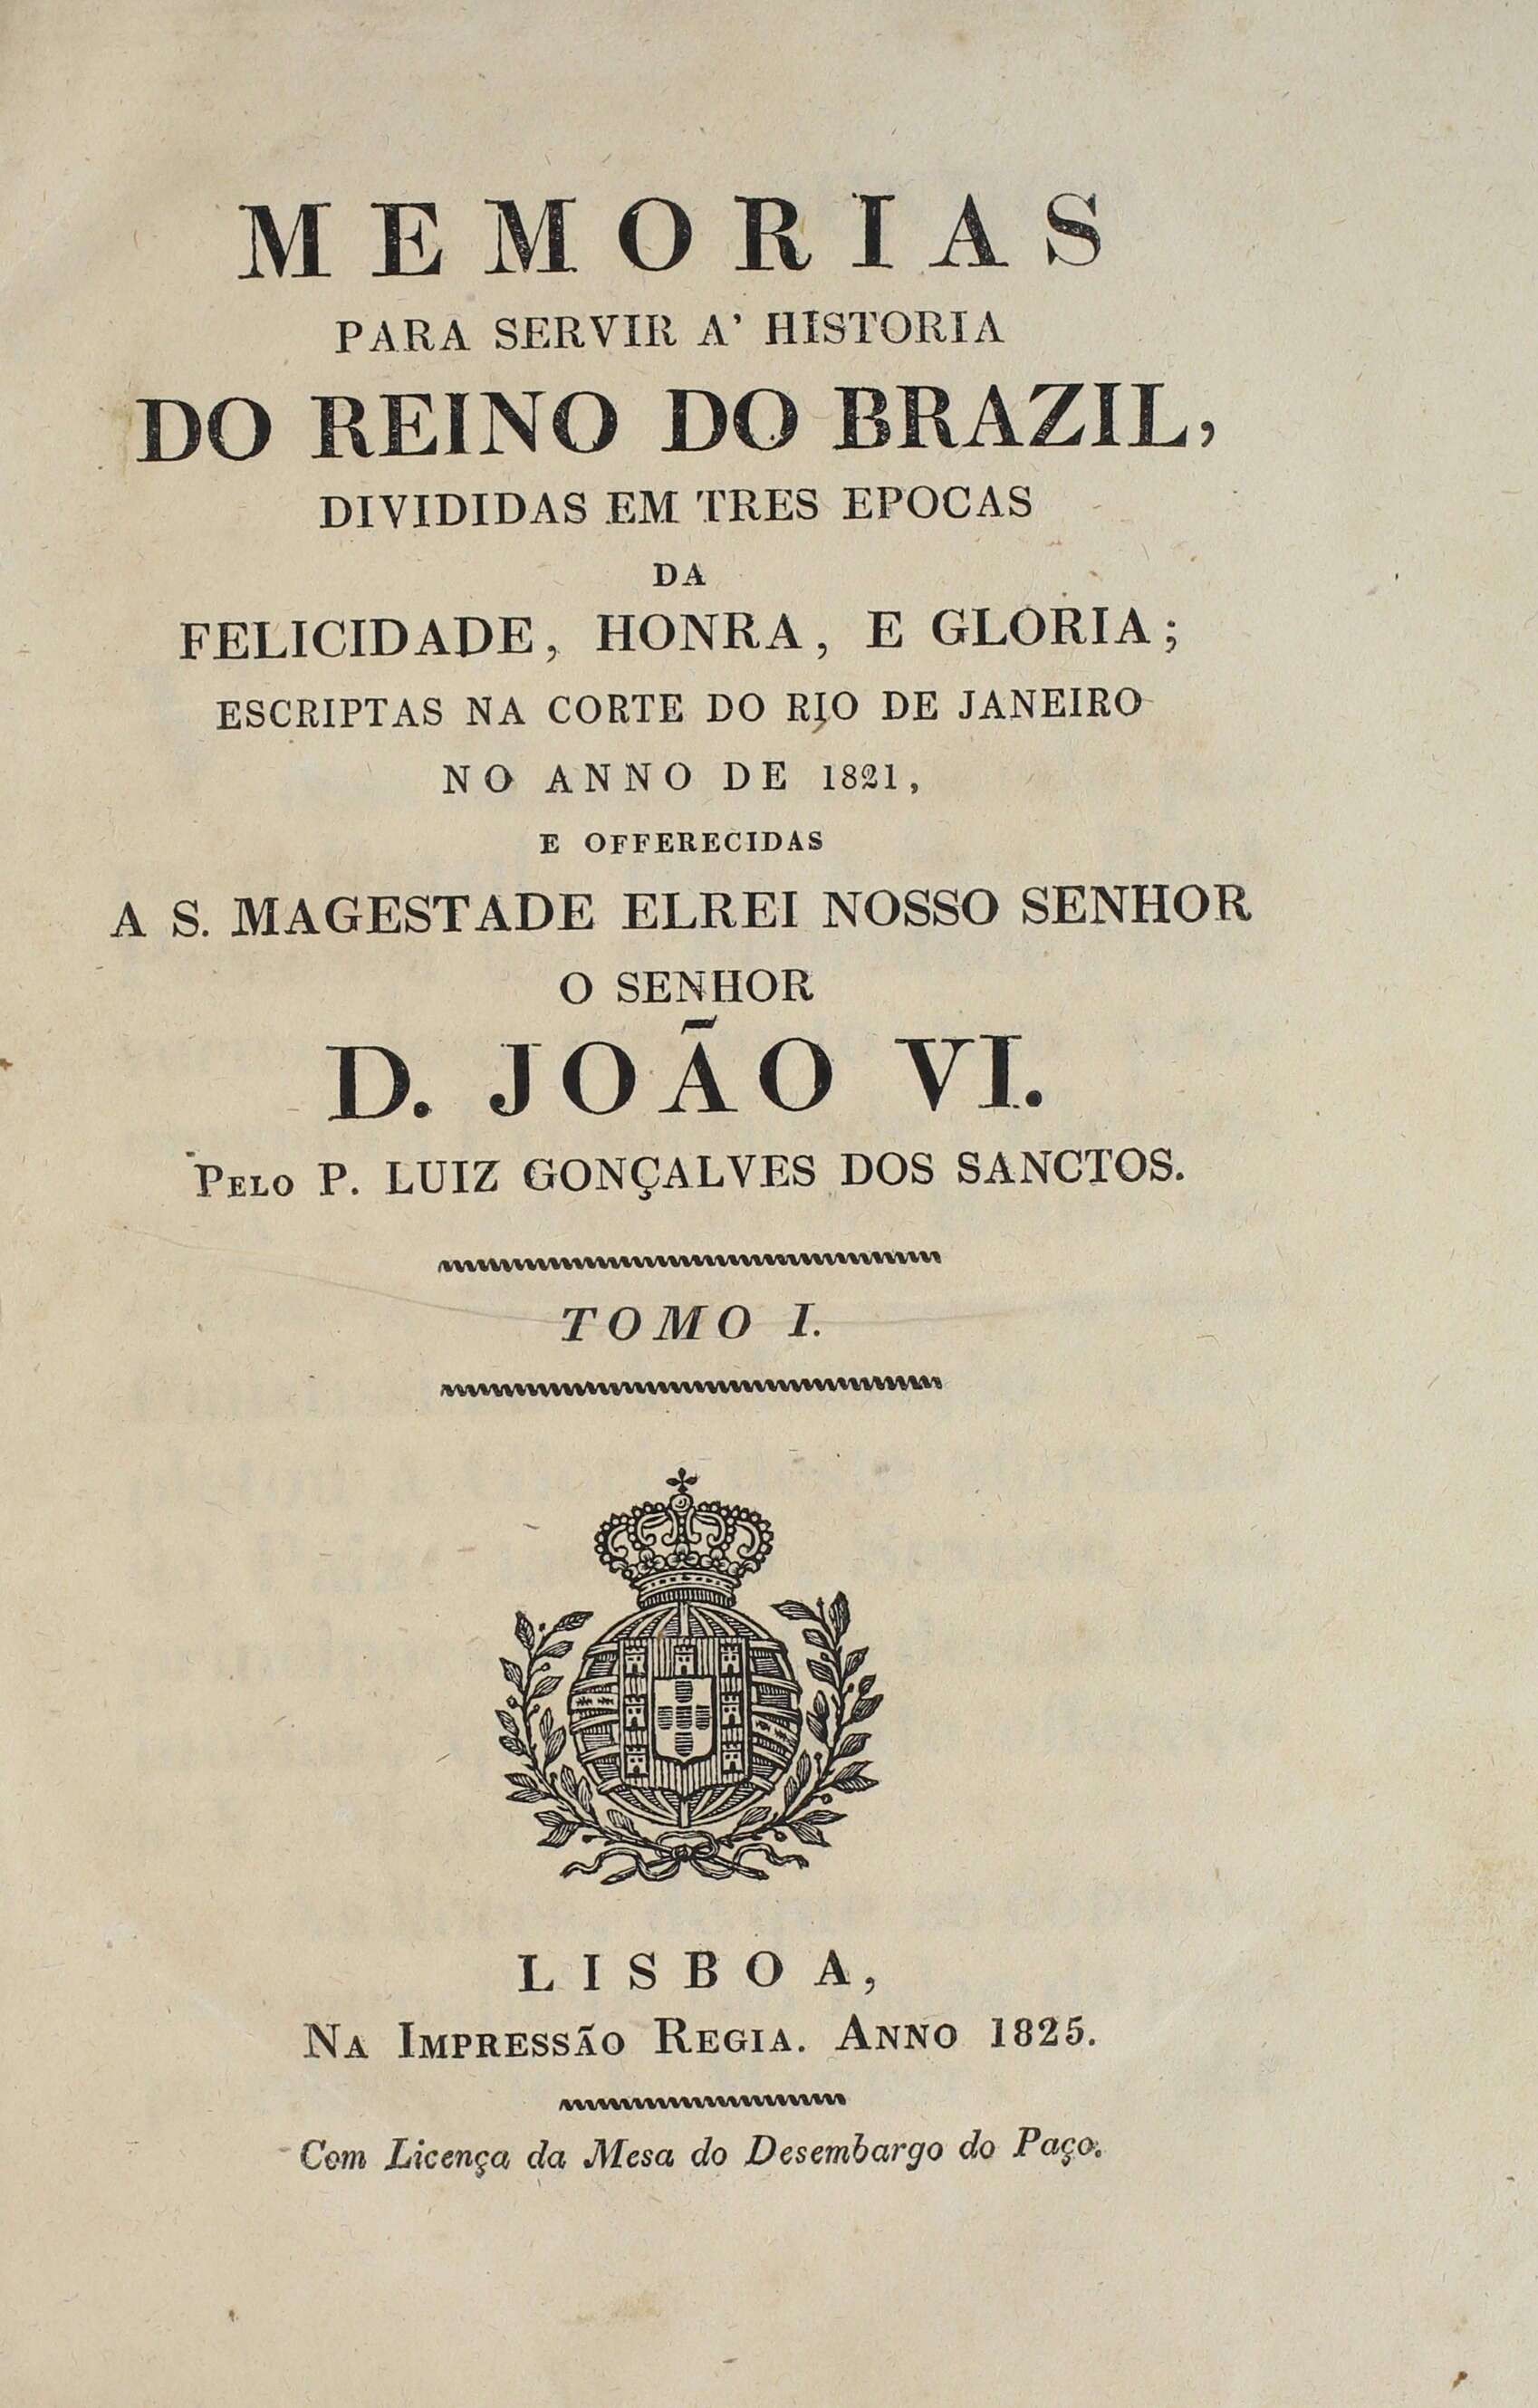 MEMORIAS
PARA SERVIR A' HISTORIA
DO REINO DO BRAZIL,
DIVIDIDAS EM TRES EPOCAS
DA
FELICIDADE, HONRA, E GLORIA;
ESCRIPTAS NA CORTE DO RIO DE JANEIRO
NO ANNO DE 1821,
E OFFERECIDAS
A S. MAGESTADE ELREI NOSSO SENHOR
O SENHOR
D. JOÃO VI.
PELO P. LUIZ GONÇALVES DOS SANCTOS.
TOMO I.
LISBOA,
NA IMPRESSÃO REGIA. ANNO 1825.
Com Licença da Mesa do Desembargo do Paço.